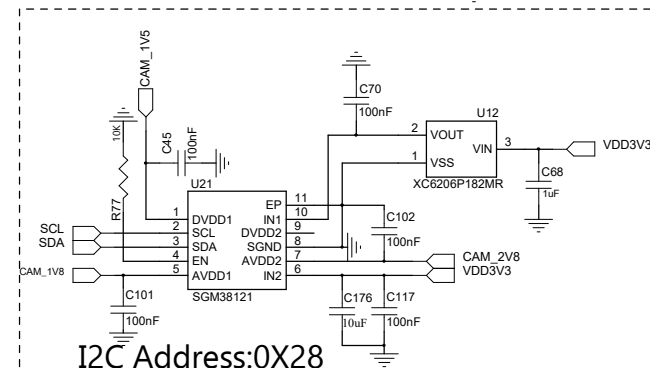 CAM_1V5
C70
100nF
U12
10K
C45
100nF
2
VOUT
VIN
3
VDD3V3
1
VSS
XC6206P182MR
C68
1uF
R77
U21
EP
11
1
DVDD1
IN1
10
SCL
2
SCL
DVDD2
9
C102
SDA
3
SDA
SGND
8
100nF
4
EN
AVDD2
7
CAM_2V8
CAM_1V8
5
AVDD1
IN2
6
VDD3V3
SGM38121
C101
100nF
C176
10uF
C117
100nF
I2C Address:0X28